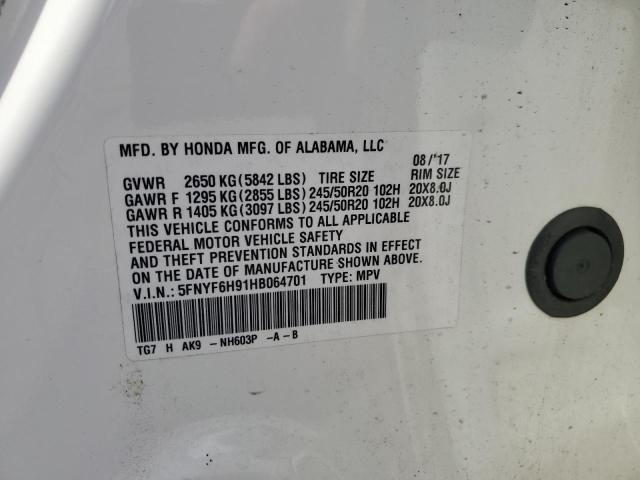 MFD. BY HONDA MFG. OF ALABAMA, LLC 08/'17
GVWR 2650 KG(5842 LBS) TIRE SIZE RIM SIZE
GAWR F 1295 KG(2855 LBS)245/50R20 102H 20X8.0J
GAWR R 1405 KG(3097 LBS)245/50R20 102H 20X8.0J
THIS VEHICLE CONFORMS TO ALL APPLICABLE
FEDERAL MOTOR VEHICLE SAFETY
AND THEFT PREVENTION STANDARDS IN EFFECT
ON THE DATE OF MANUFACTURE SHOWN ABOVE.
V.I.N.: 5FNYF6H91HB064701 TYPE: MPV
TG7 H AK9 -NH603P -A-B